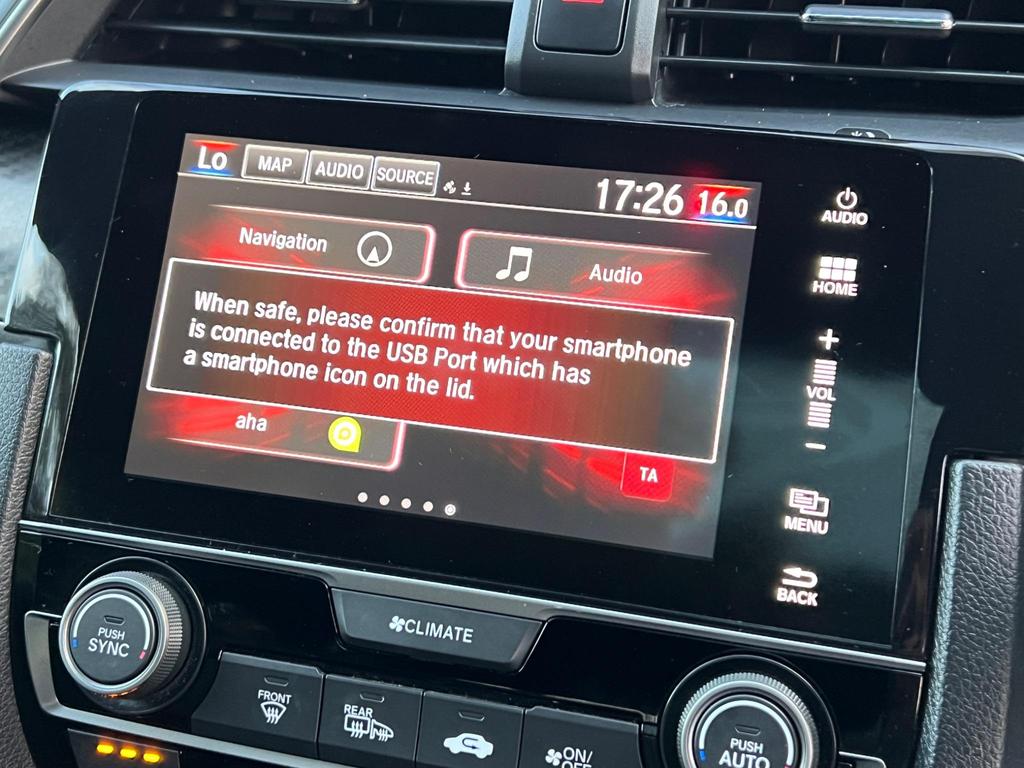 Lo MAP AUDIO SOURCE 17:26 16.0
AUDIO
Navigation Audio
HOME
When safe, please confirm that your smartphone
is connected to the USB Port which has
a smartphone icon on the lid.
+
VOL
−
aha
TA
MENU
BACK
CLIMATE
PUSH
SYNC
FRONT
REAR
ON/
OFF
PUSH
AUTO